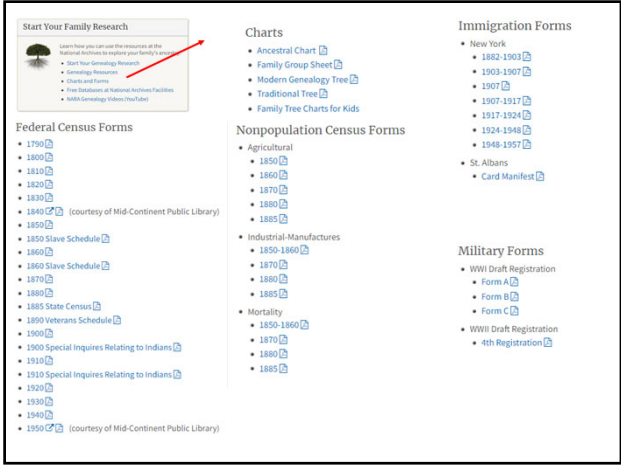 Start Your Family Research
Learn how you can use the resources at the
National Archives to explore your family's ancestry.
Start Your Genealogy Research
Genealogy Resources
Charts and Forms
Free Databases at National Archives Facilities
NARA Genealogy Videos (YouTube)
Charts
Ancestral Chart
Family Group Sheet
Modern Genealogy Tree
Traditional Tree
Family Tree Charts for Kids
Immigration Forms
New York
1882-1903
1903-1907
1907
1907-1917
1917-1924
1924-1948
1948-1957
St. Albans
Card Manifest
Federal Census Forms
1790
1800
1810
1820
1830
1840 (courtesy of Mid-Continent Public Library)
1850
1850 Slave Schedule
1860
1860 Slave Schedule
1870
1880
1885 State Census
1890 Veterans Schedule
1900
1900 Special Inquires Relating to Indians
1910
1910 Special Inquires Relating to Indians
1920
1930
1940
1950 (courtesy of Mid-Continent Public Library)
Nonpopulation Census Forms
Agricultural
1850
1860
1870
1880
1885
Industrial-Manufactures
1850-1860
1870
1880
1885
Mortality
1850-1860
1870
1880
1885
Military Forms
WWI Draft Registration
Form A
Form B
Form C
WWII Draft Registration
4th Registration